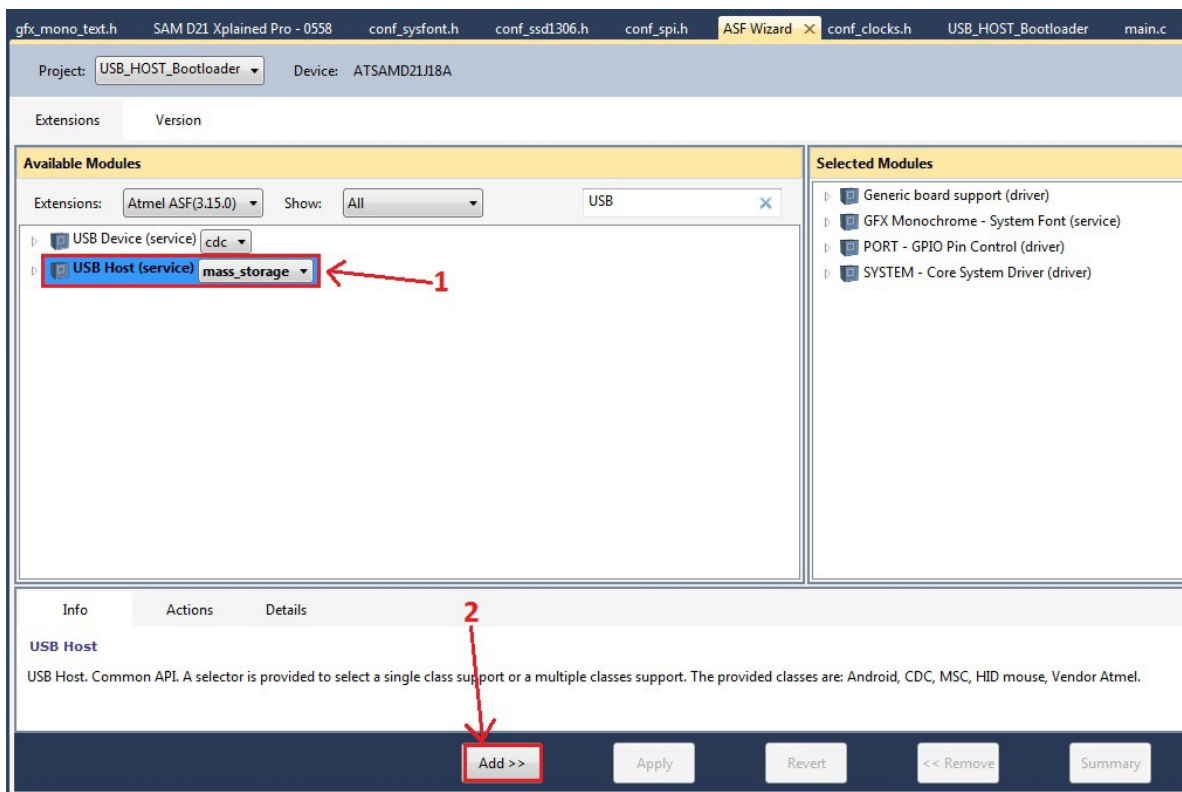 gfx_mono_text.h SAM D21 Xplained Pro - 0558 conf_sysfont.h conf_ssd1306.h conf_spi.h ASF Wizard conf_clocks.h USB_HOST_Bootloader main.c
Project: USB_HOST_Bootloader Device: ATSAMD21J18A
Extensions Version
Available Modules
Extensions: Atmel ASF(3.15.0) Show: All USB
USB Device (service) cdc
USB Host (service) mass_storage
1
Selected Modules
Generic board support (driver)
GFX Monochrome - System Font (service)
PORT - GPIO Pin Control (driver)
SYSTEM - Core System Driver (driver)
Info Actions Details
2
USB Host
USB Host. Common API. A selector is provided to select a single class support or a multiple classes support. The provided classes are: Android, CDC, MSC, HID mouse, Vendor Atmel.
Add >> Apply Revert << Remove Summary